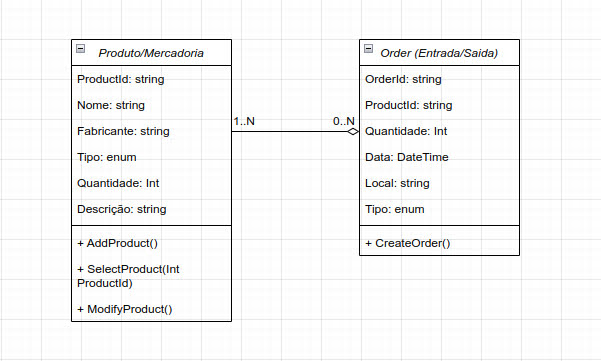 Produto/Mercadoria
ProductId: string
Nome: string
Fabricante: string
Tipo: enum
Quantidade: Int
Descrição: string
+ AddProduct()
+ SelectProduct(Int
ProductId)
+ ModifyProduct()
1..N
0..N
Order (Entrada/Saida)
OrderId: string
ProductId: string
Quantidade: Int
Data: DateTime
Local: string
Tipo: enum
+ CreateOrder()